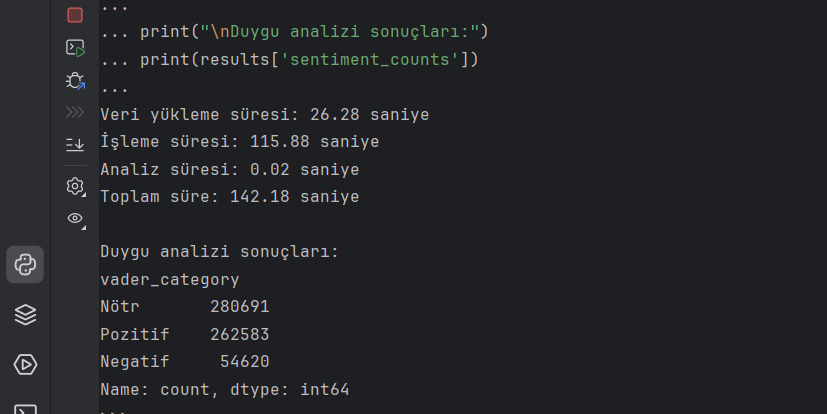 ...
... print("\nDuygu analizi sonuçları:")
... print(results['sentiment_counts'])
...
Veri yükleme süresi: 26.28 saniye
İşleme süresi: 115.88 saniye
Analiz süresi: 0.02 saniye
Toplam süre: 142.18 saniye
Duygu analizi sonuçları:
vader_category
Nötr       280691
Pozitif    262583
Negatif     54620
Name: count, dtype: int64
...